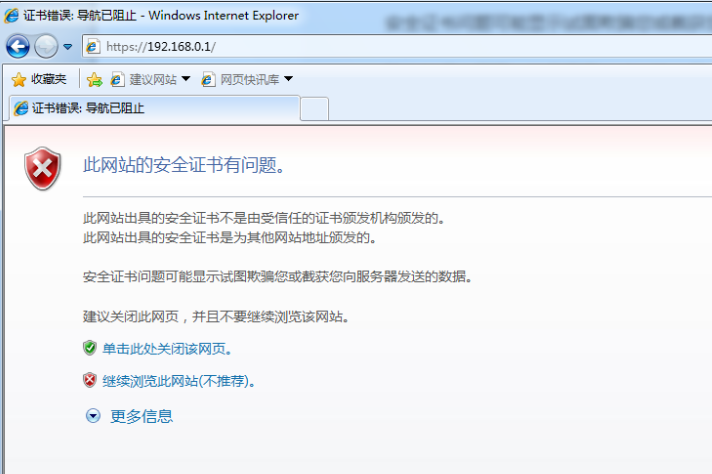 证书错误: 导航已阻止 - Windows Internet Explorer
https://192.168.0.1/
收藏夹 建议网站 网页快讯库
证书错误: 导航已阻止
此网站的安全证书有问题。
此网站出具的安全证书不是由受信任的证书颁发机构颁发的。
此网站出具的安全证书是为其他网站地址颁发的。
安全证书问题可能显示试图欺骗您或截获您向服务器发送的数据。
建议关闭此网页，并且不要继续浏览该网站。
单击此处关闭该网页。
继续浏览此网站(不推荐)。
更多信息